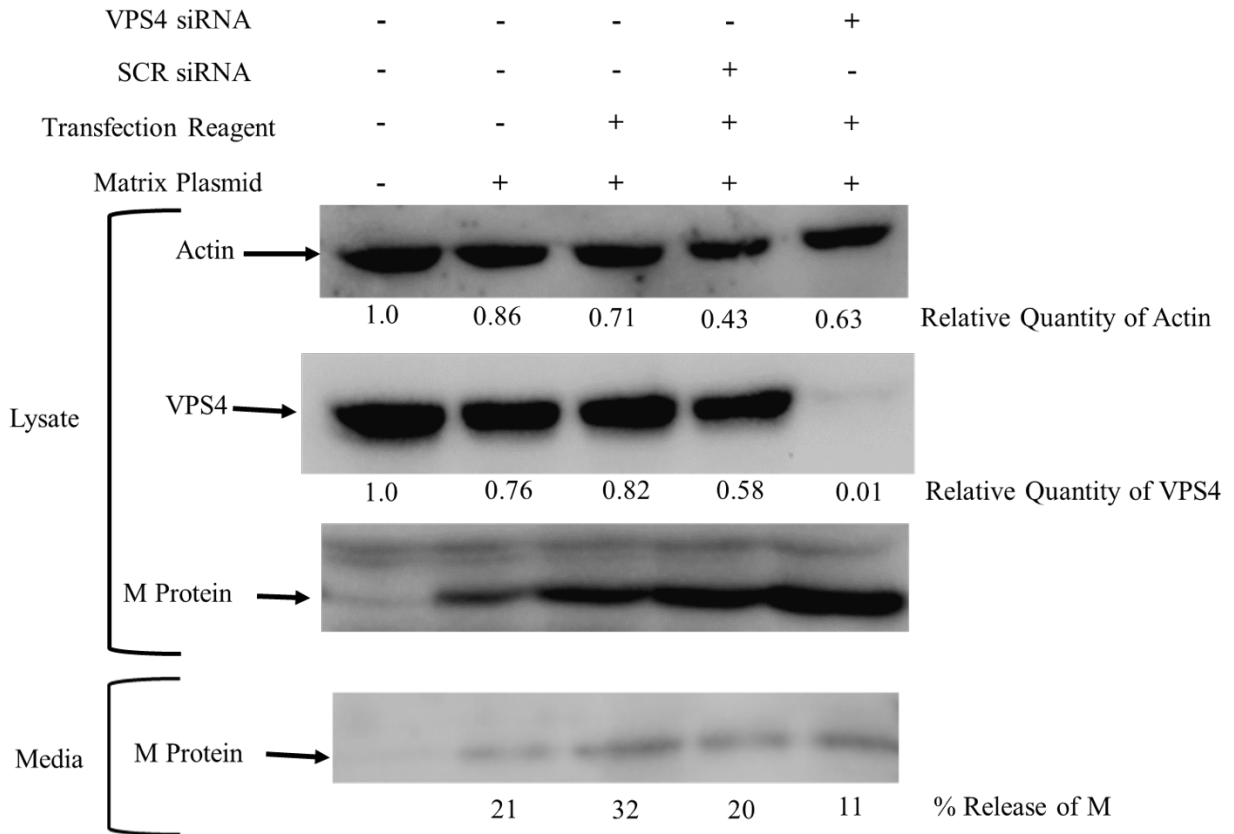 VPS4 siRNA - - - - +
SCR siRNA - - - + -
Transfection Reagent - - + + +
Matrix Plasmid - + + + +
Actin
1.0 0.86 0.71 0.43 0.63 Relative Quantity of Actin
VPS4
Lysate
1.0 0.76 0.82 0.58 0.01 Relative Quantity of VPS4
M Protein
Media M Protein
21 32 20 11 % Release of M